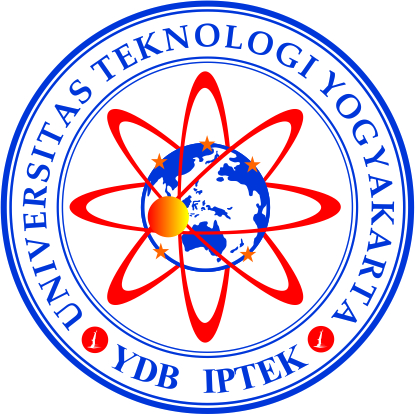 UNIVERSITAS TEKNOLOGI YOGYAKARTA
YDB IPTEK